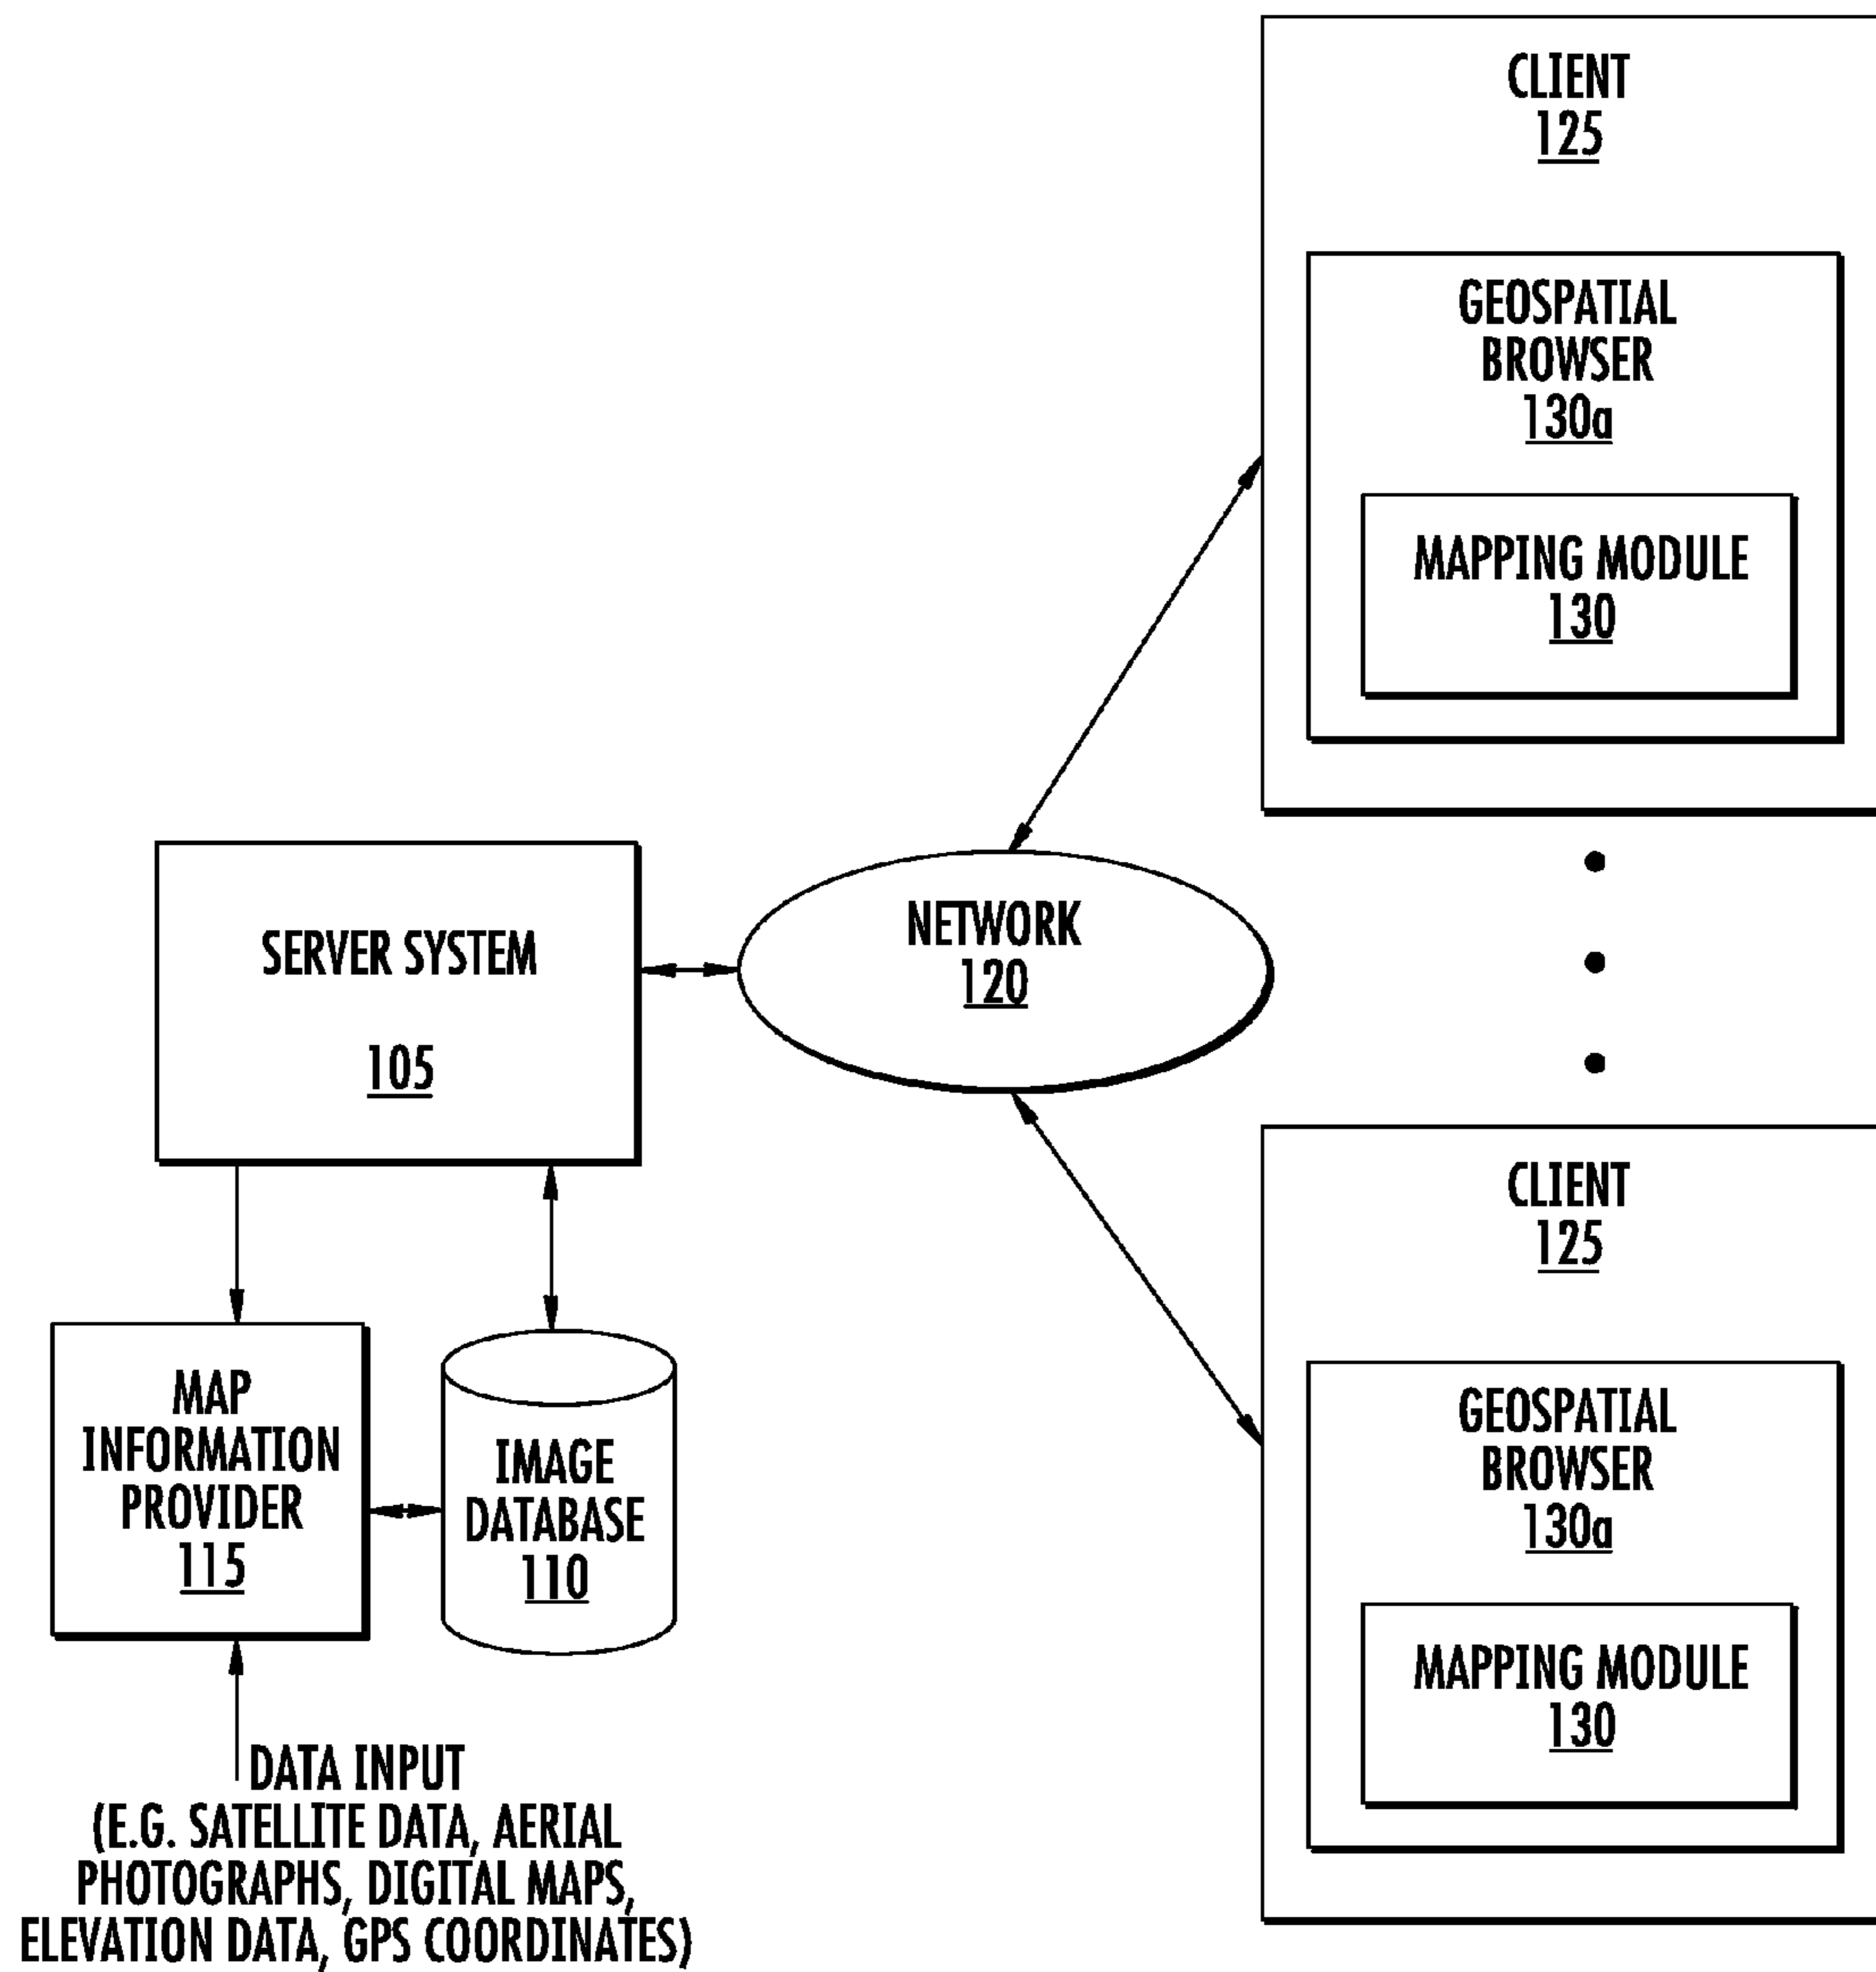 CLIENT
125
GEOSPATIAL
BROWSER
130a
MAPPING MODULE
130
SERVER SYSTEM
105
NETWORK
120
MAP
INFORMATION
PROVIDER
115
IMAGE
DATABASE
110
DATA INPUT
(E.G. SATELLITE DATA, AERIAL
PHOTOGRAPHS, DIGITAL MAPS,
ELEVATION DATA, GPS COORDINATES)
CLIENT
125
GEOSPATIAL
BROWSER
130a
MAPPING MODULE
130